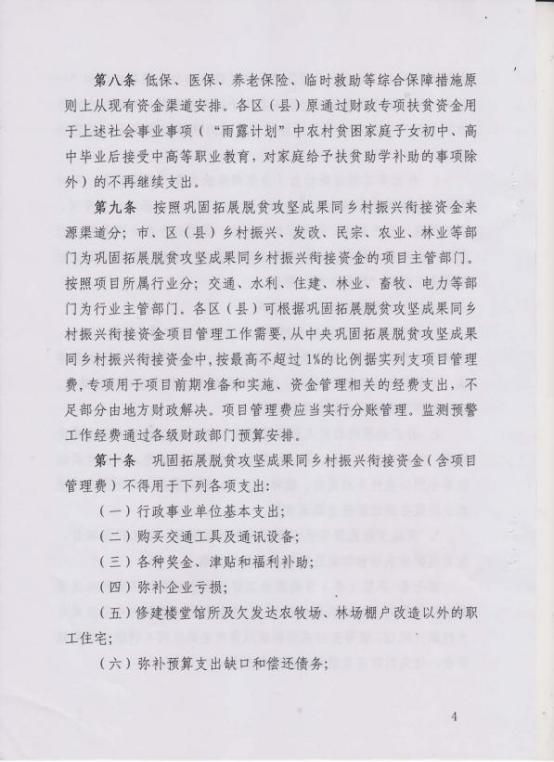 第八条 低保、医保、养老保险、临时救助等综合保障措施原
则上从现有资金渠道安排。各区（县）原通过财政专项扶贫资金用
于上述社会事业事项（“雨露计划”中农村贫困家庭子女初中、高
中毕业后接受中高等职业教育，对家庭给予扶贫助学补助的事项除
外）的不再继续支出。
第九条 按照巩固拓展脱贫攻坚成果同乡村振兴衔接资金来
源渠道分；市、区（县）乡村振兴、发改、民宗、农业、林业等部
门为巩固拓展脱贫攻坚成果同乡村振兴衔接资金的项目主管部门。
按照项目所属行业分；交通、水利、住建、林业、畜牧、电力等部
门为行业主管部门。各区（县）可根据巩固拓展脱贫攻坚成果同乡
村振兴衔接资金项目管理工作需要，从中央巩固拓展脱贫攻坚成果
同乡村振兴衔接资金中，按最高不超过1%的比例据实列支项目管理
费，专项用于项目前期准备和实施、资金管理相关的经费支出，不
足部分由地方财政解决。项目管理费应当实行分账管理。监测预警
工作经费通过各级财政部门预算安排。
第十条 巩固拓展脱贫攻坚成果同乡村振兴衔接资金（含项目
管理费）不得用于下列各项支出：
（一）行政事业单位基本支出；
（二）购买交通工具及通讯设备；
（三）各种奖金、津贴和福利补助；
（四）弥补企业亏损；
（五）修建楼堂馆所及欠发达农牧场、林场棚户改造以外的职
工住宅；
（六）弥补预算支出缺口和偿还债务；
4